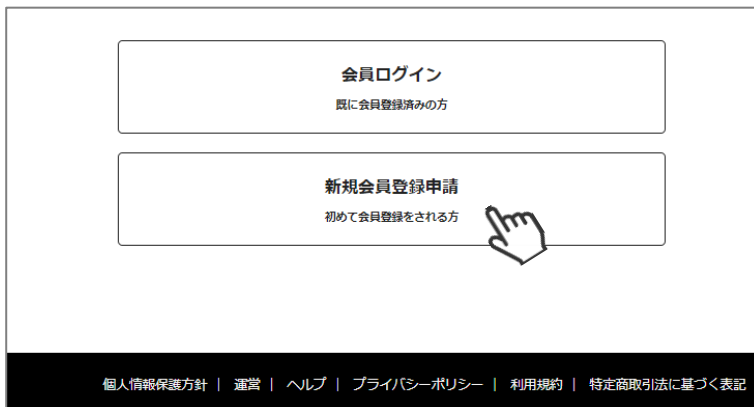 会員ログイン
既に会員登録済みの方
新規会員登録申請
初めて会員登録をされる方
個人情報保護方針 | 運営 | ヘルプ | プライバシーポリシー | 利用規約 | 特定商取引法に基づく表記